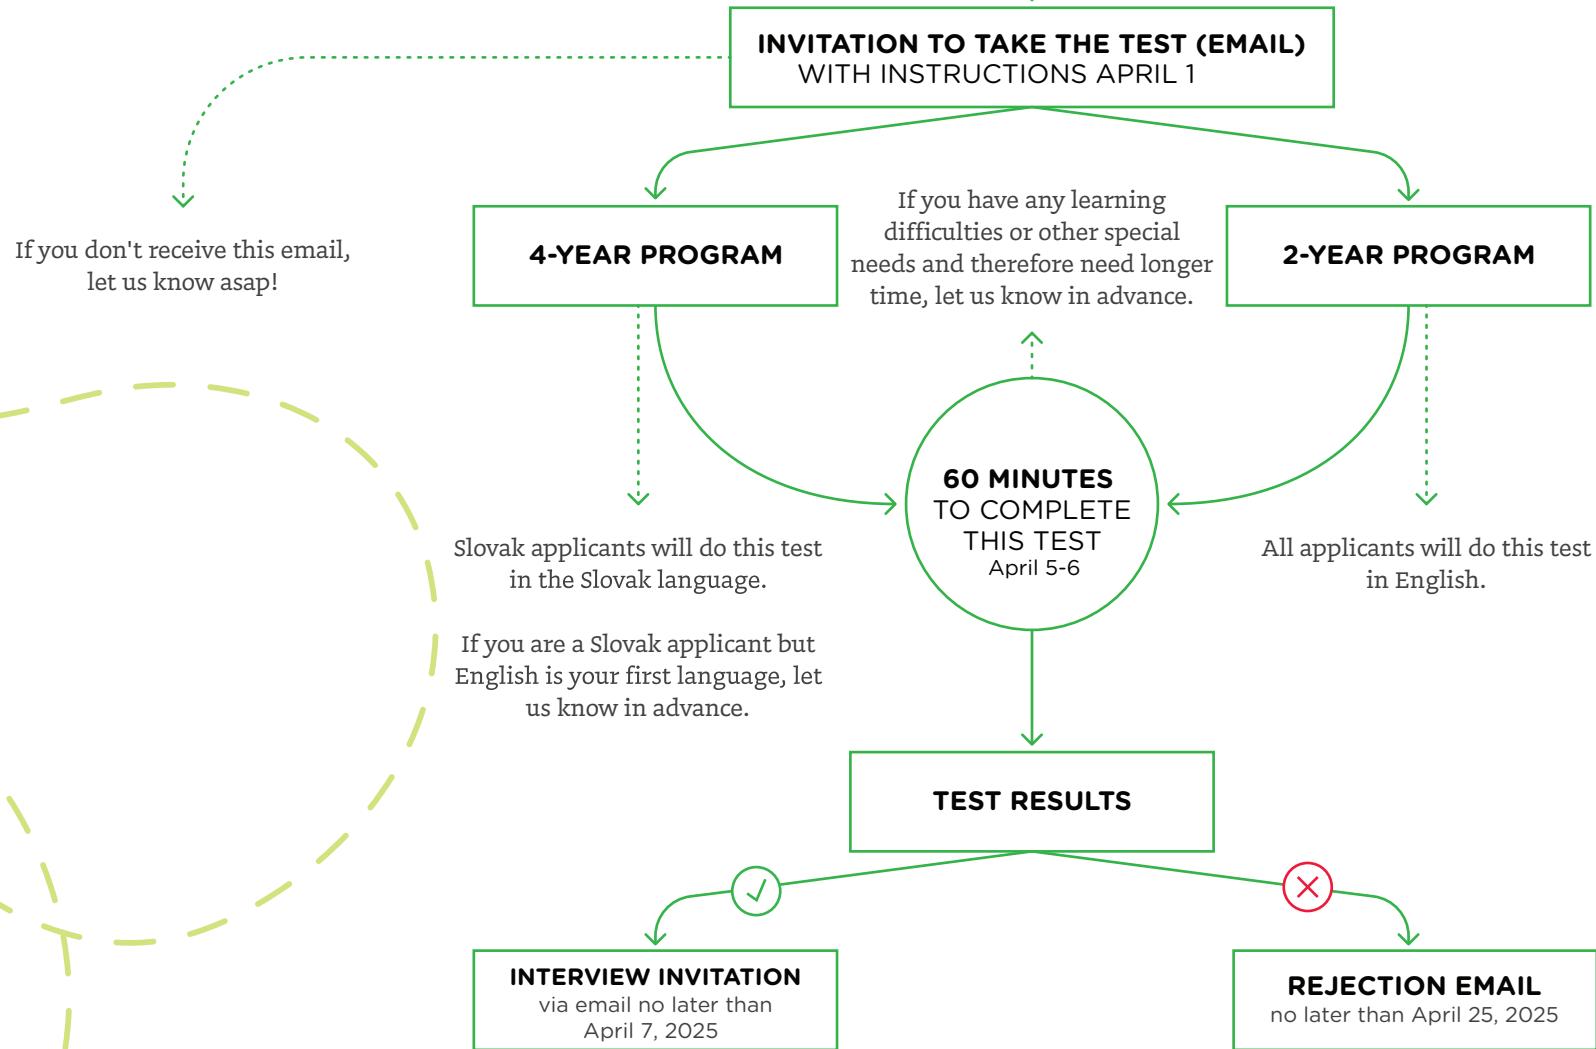 INVITATION TO TAKE THE TEST (EMAIL)
WITH INSTRUCTIONS APRIL 1
If you don't receive this email,
let us know asap!
4-YEAR PROGRAM
If you have any learning
difficulties or other special
needs and therefore need longer
time, let us know in advance.
2-YEAR PROGRAM
60 MINUTES
TO COMPLETE
THIS TEST
April 5-6
Slovak applicants will do this test
in the Slovak language.
If you are a Slovak applicant but
English is your first language, let
us know in advance.
All applicants will do this test
in English.
TEST RESULTS
INTERVIEW INVITATION
via email no later than
April 7, 2025
REJECTION EMAIL
no later than April 25, 2025